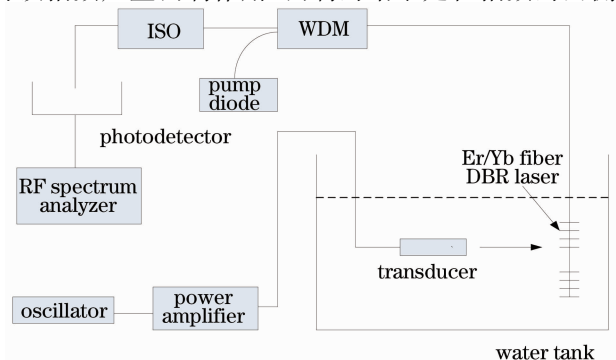 ISO
WDM
pump
diode
photodetector
RF spectrum
analyzer
Er/Yb fiber
DBR laser
transducer
oscillator
power
amplifier
water tank